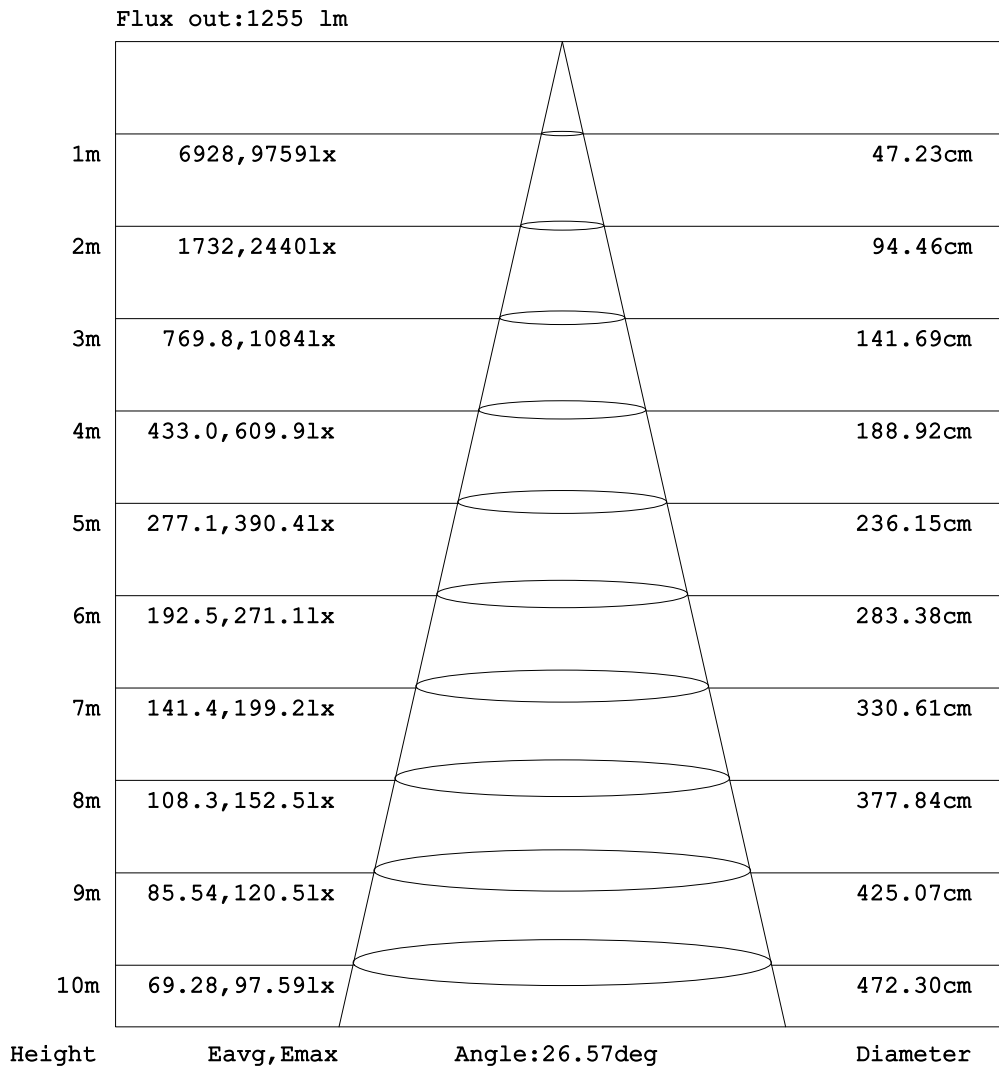 Flux out:1255 lm
1m 6928,9759lx 47.23cm
2m 1732,2440lx 94.46cm
3m 769.8,1084lx 141.69cm
4m 433.0,609.9lx 188.92cm
5m 277.1,390.4lx 236.15cm
6m 192.5,271.1lx 283.38cm
7m 141.4,199.2lx 330.61cm
8m 108.3,152.5lx 377.84cm
9m 85.54,120.5lx 425.07cm
10m 69.28,97.59lx 472.30cm
Height Eavg,Emax Angle:26.57deg Diameter